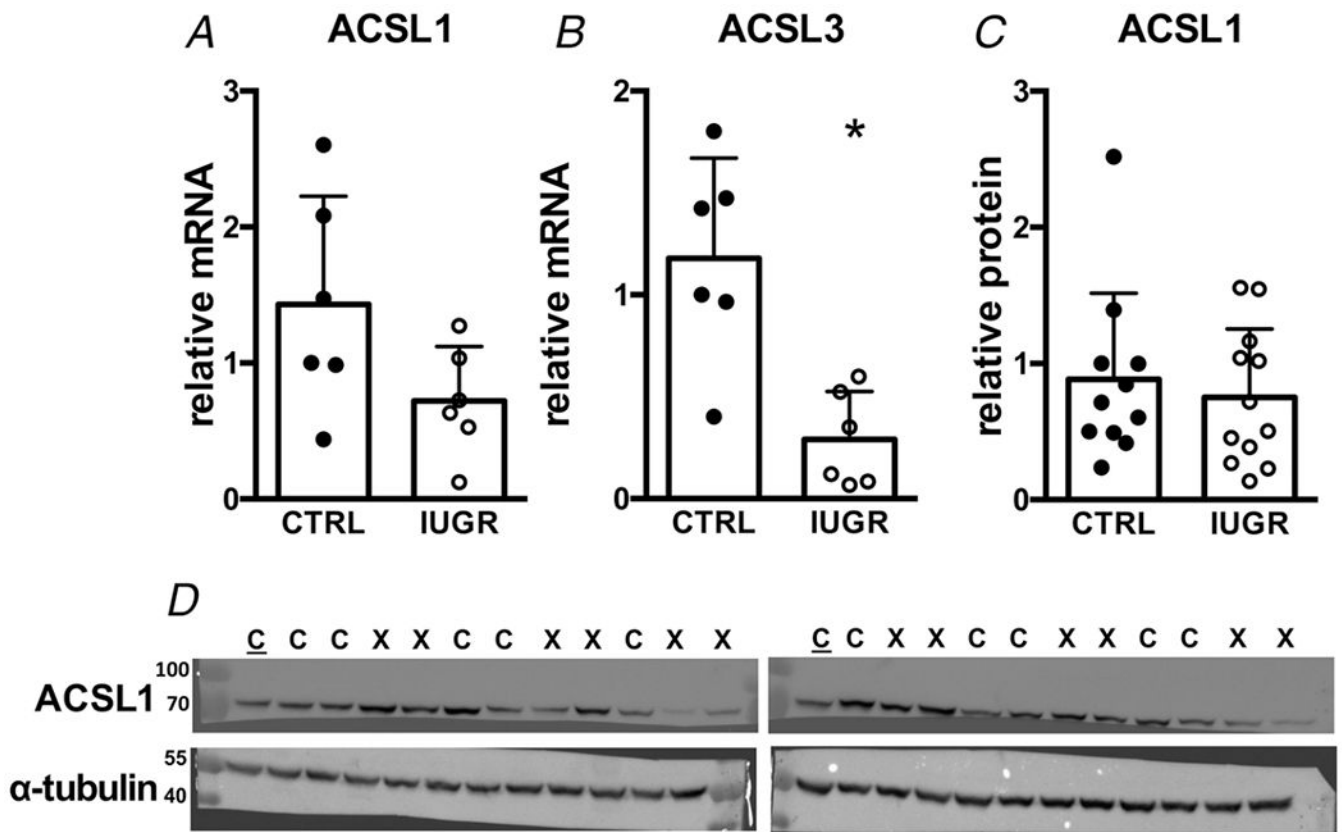 A ACSL1
3
2
1
0
relative mRNA
CTRL IUGR
B ACSL3
2
1
0
relative mRNA
*
CTRL IUGR
C ACSL1
3
2
1
0
relative protein
CTRL IUGR
D
C C C X X C C X X C X X
C C X X C C X X C C X X
ACSL1
100
70
α-tubulin
55
40